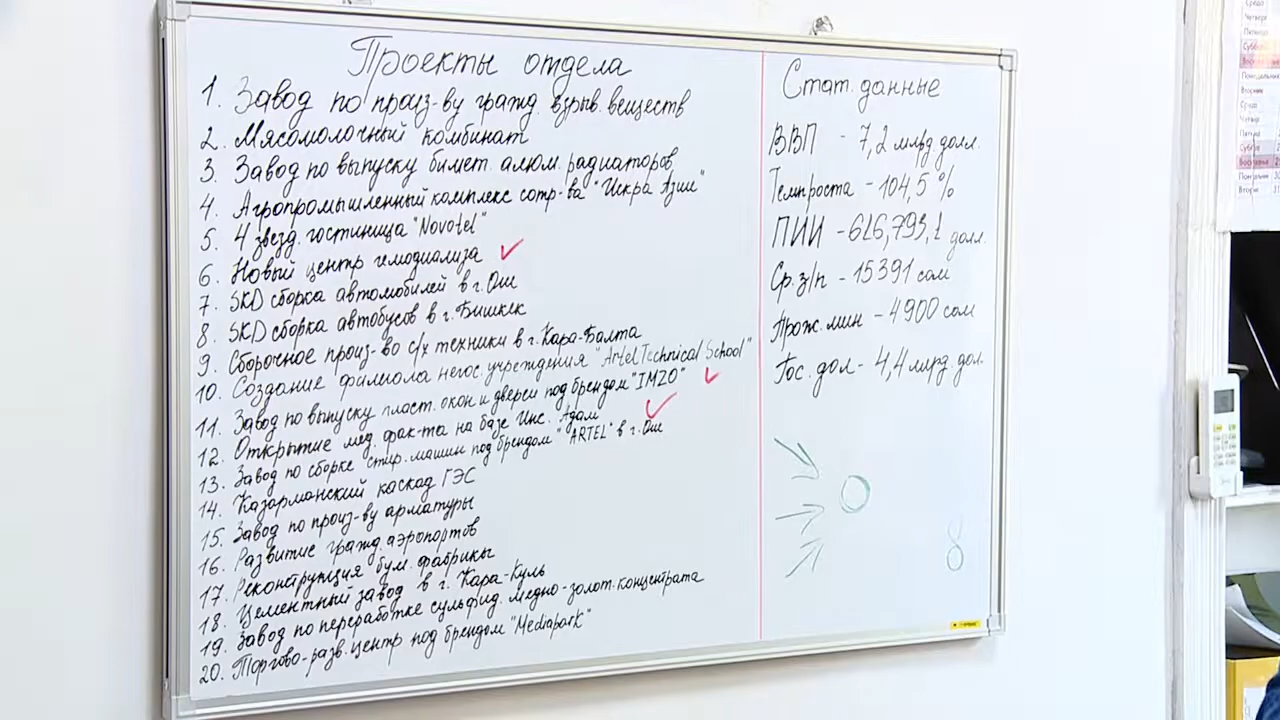 Проекты отдела
1. Завод по произ-ву гражд. взрыв. веществ
2. Мясомолочный комбинат
3. Завод по выпуску бимет. алюм. радиаторов
4. Агропромышленный комплекс сотр-ва "Искра Азии"
5. 4 звезд. гостиница "Novotel"
6. Новый центр гемодиализа
7. SKD сборка автомобилей в г. Ош
8. SKD сборка автобусов в г. Бишкек
9. Сборочное произ-во с/х техники в г. Кара-Балта
10. Создание филиала негос. учреждения "Artel Technical School"
11. Завод по выпуску пласт. окон и двери под брендом "IMZO"
12. Открытие мед. фак-та на базе Инс. Адам
13. Завод по сборке стир. машин под брендом "ARTEL" в г. Ош
14. Казарманский каскад ГЭС
15. Завод по произ-ву арматуры
16. Развитие гражд. аэропортов
17. Реконструкция бум. фабрики
18. Цементный завод в г. Кара-Куль
19. Завод по переработке сульфид. медно-золот. концентрата
20. Торгово-разв. центр под брендом "Mediapark"
Стат. данные
ВВП - 7,2 млрд долл.
Темпроста - 104,5 %
ПИИ - 626,793,1 долл.
Ср. з/п - 15391 сом
Прож. мин - 4900 сом
Гос. дол - 4,4 млрд. дол.
8